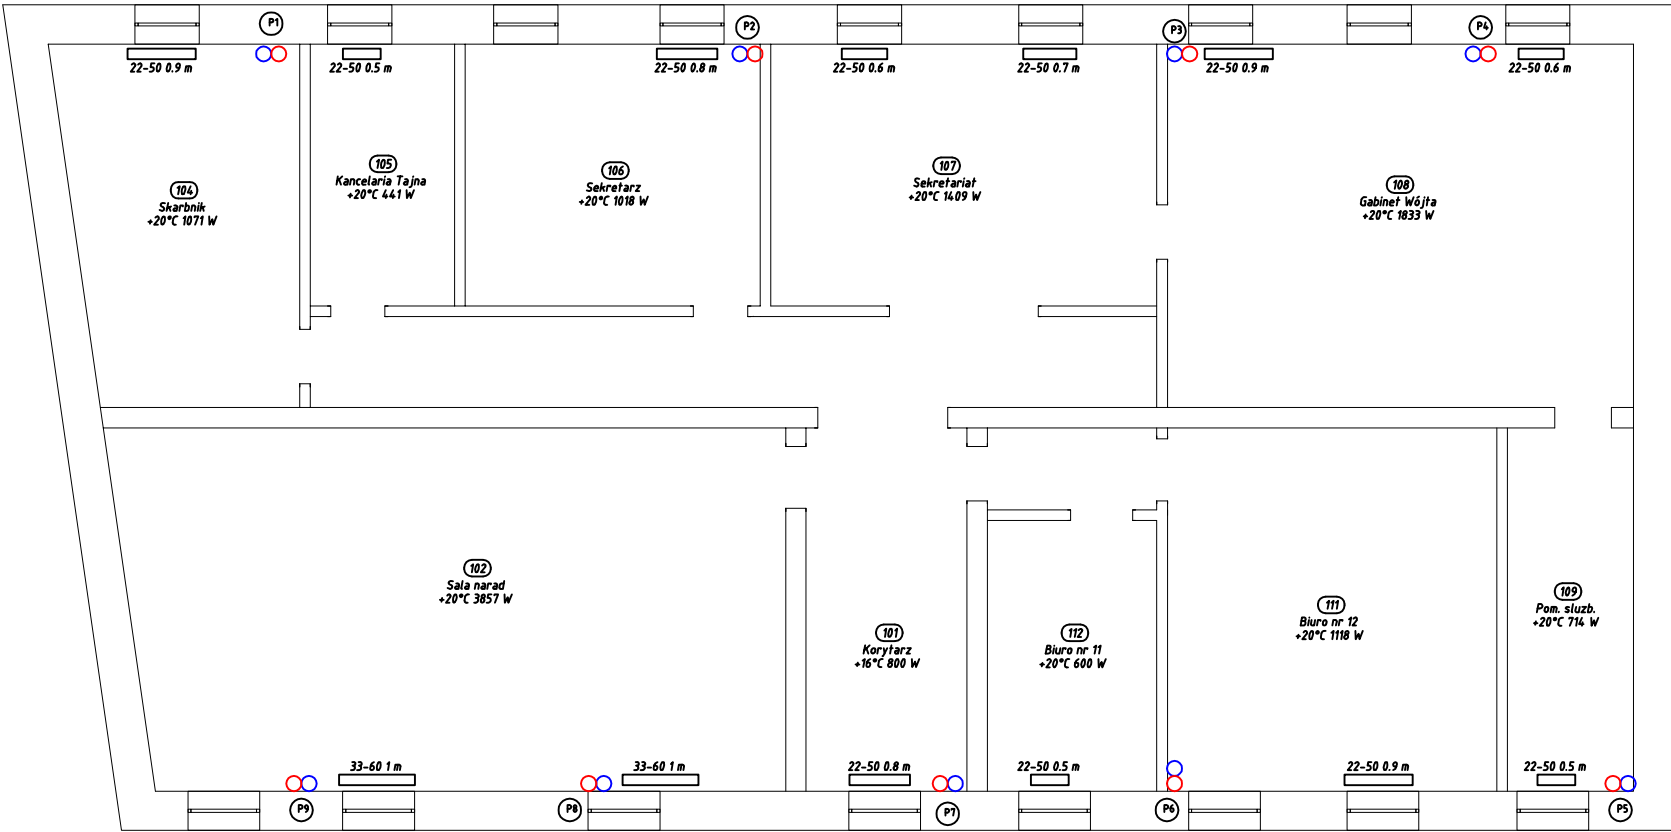 P1
P2
P3
P4
22-50 0.9 m
22-50 0.5 m
22-50 0.8 m
22-50 0.6 m
22-50 0.7 m
22-50 0.9 m
22-50 0.6 m
104
Skarbnik
+20°C 1071 W
105
Kancelaria Tajna
+20°C 441 W
106
Sekretarz
+20°C 1018 W
107
Sekretariat
+20°C 1409 W
108
Gabinet Wójta
+20°C 1833 W
102
Sala narad
+20°C 3857 W
101
Korytarz
+16°C 800 W
112
Biuro nr 11
+20°C 600 W
111
Biuro nr 12
+20°C 1118 W
109
Pom. sluzb.
+20°C 714 W
33-60 1 m
33-60 1 m
22-50 0.8 m
22-50 0.5 m
22-50 0.9 m
22-50 0.5 m
P9
P8
P7
P6
P5